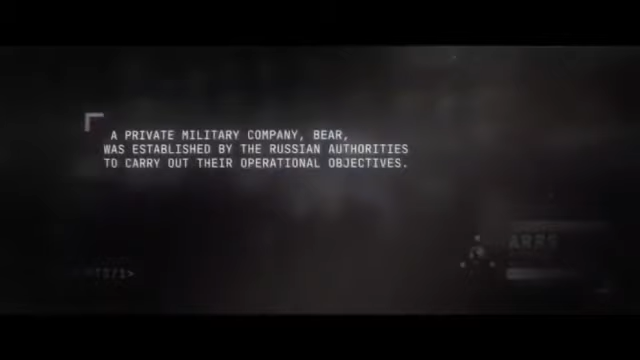 A PRIVATE MILITARY COMPANY, BEAR,
WAS ESTABLISHED BY THE RUSSIAN AUTHORITIES
TO CARRY OUT THEIR OPERATIONAL OBJECTIVES.